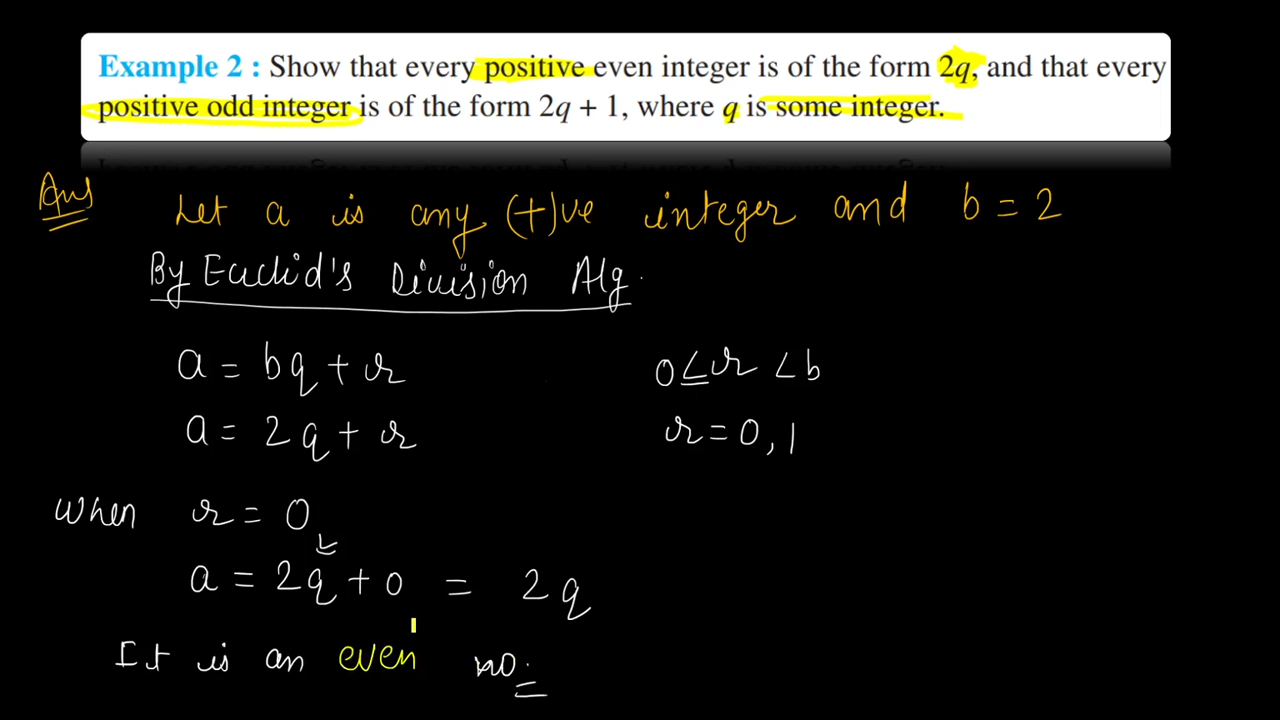 Example 2 : Show that every positive even integer is of the form 2q, and that every
positive odd integer is of the form 2q + 1, where q is some integer.
Ans Let a is any (+)ve integer and b = 2
By Euclid's Division Alg.
a = bq + r 0 ≤ r < b
a = 2q + r r = 0, 1
When r = 0
a = 2q + 0 = 2q
It is an even no.